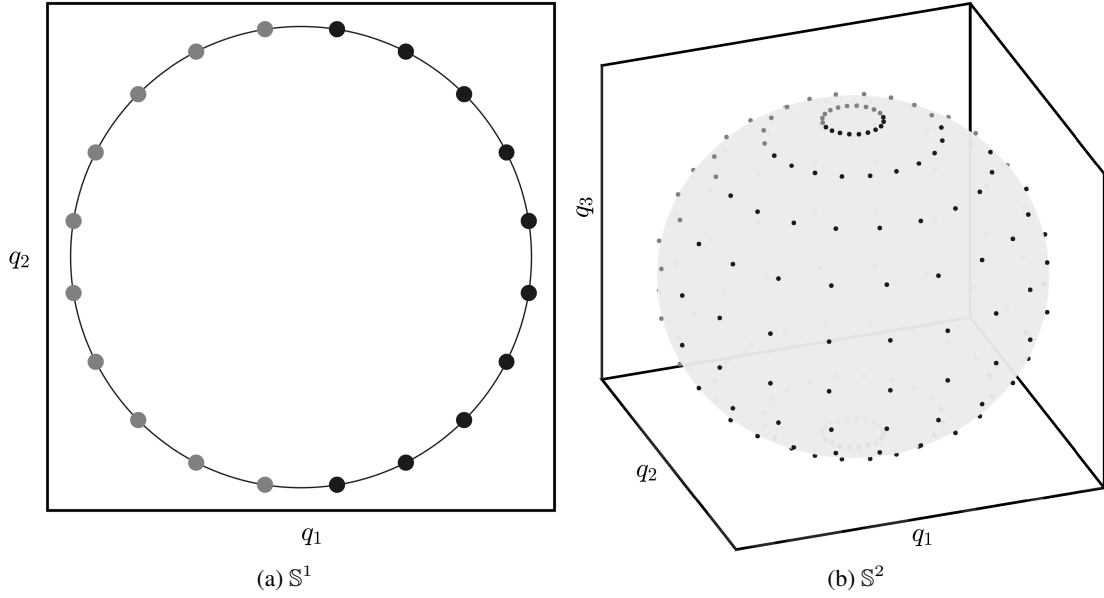 q₂
q₁
(a) 𝕊¹
q₃
q₂
q₁
(b) 𝕊²